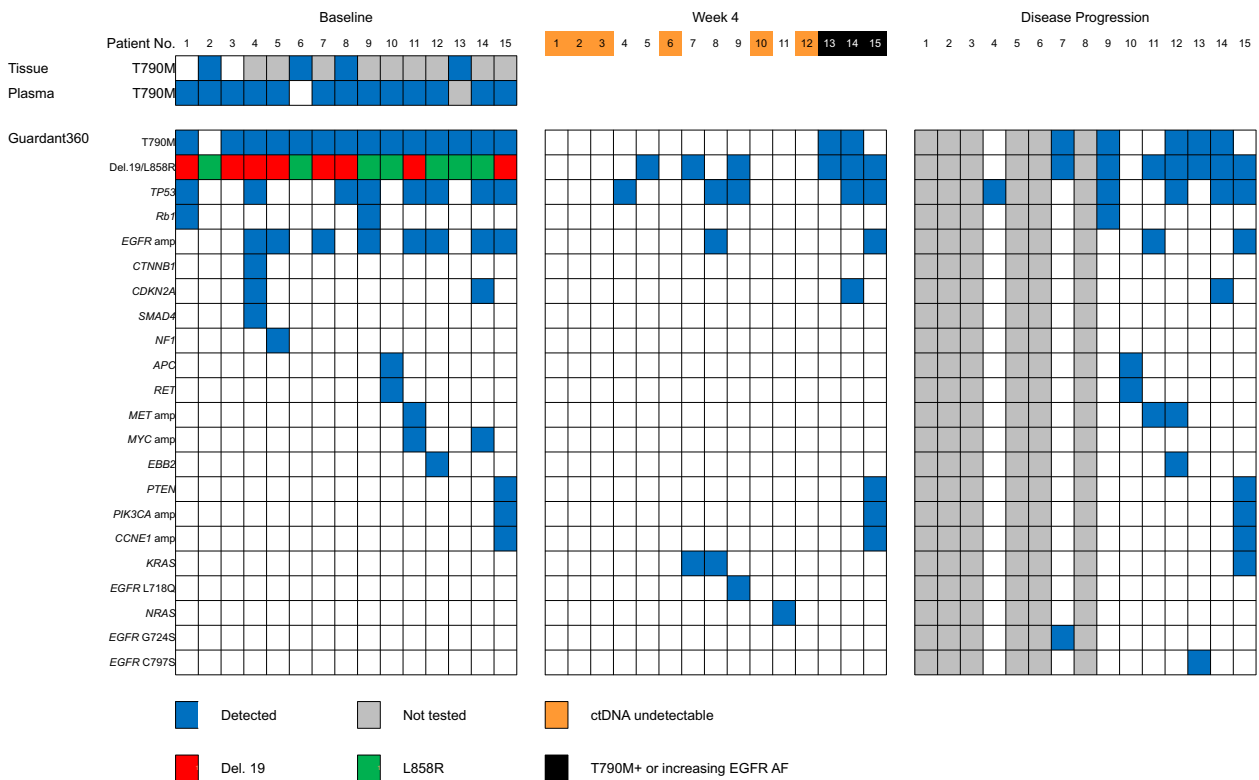 Baseline Week 4 Disease Progression
Patient No. 1 2 3 4 5 6 7 8 9 10 11 12 13 14 15 1 2 3 4 5 6 7 8 9 10 11 12 13 14 15 1 2 3 4 5 6 7 8 9 10 11 12 13 14 15
Tissue T790M
Plasma T790M
Guardant360 T790M
Del.19/L858R
TP53
Rb1
EGFR amp
CTNNB1
CDKN2A
SMAD4
NF1
APC
RET
MET amp
MYC amp
EBB2
PTEN
PIK3CA amp
CCNE1 amp
KRAS
EGFR L718Q
NRAS
EGFR G724S
EGFR C797S
Detected Not tested ctDNA undetectable
Del. 19 L858R T790M+ or increasing EGFR AF